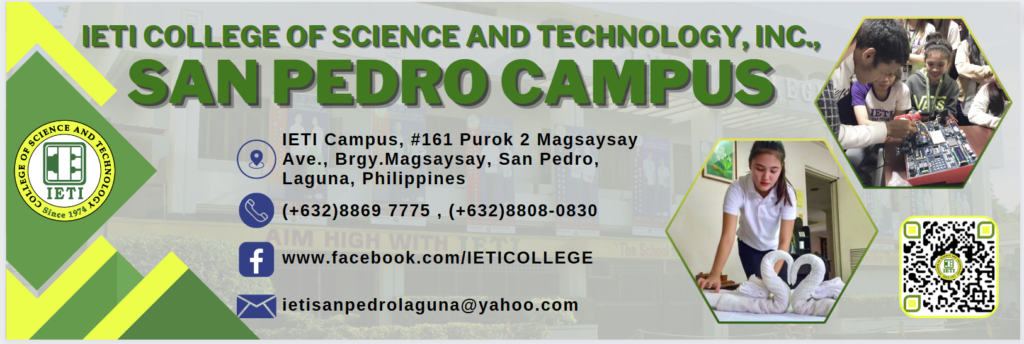 IETI COLLEGE OF SCIENCE AND TECHNOLOGY, INC.,
SAN PEDRO CAMPUS
COLLEGE OF SCIENCE AND TECHNOLOGY
IETI
Since 1974
IETI Campus, #161 Purok 2 Magsaysay
Ave., Brgy.Magsaysay, San Pedro,
Laguna, Philippines
(+632)8869 7775 , (+632)8808-0830
AIM HIGH WITH IETI
www.facebook.com/IETICOLLEGE
ietisanpedrolaguna@yahoo.com
IETI